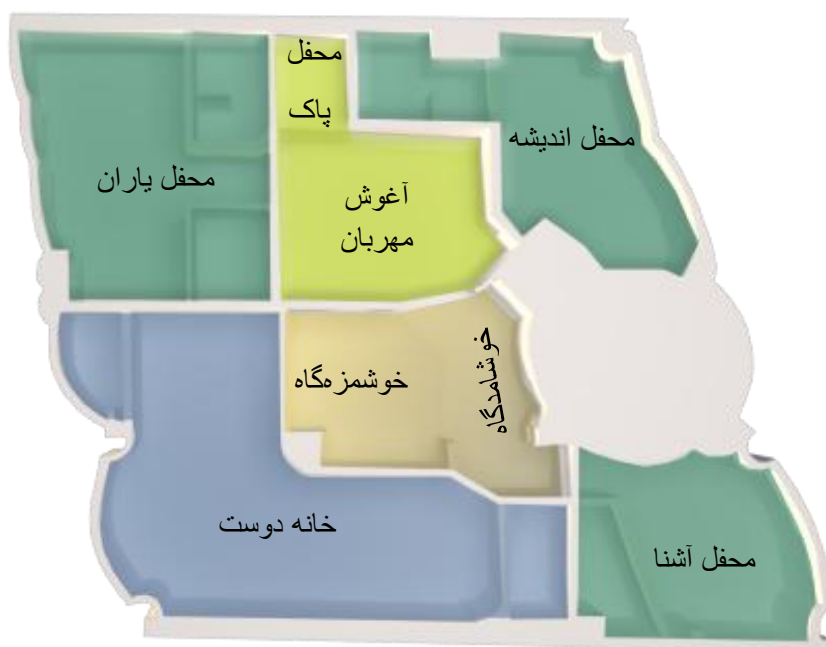 محفل
پاک
محفل اندیشه
محفل یاران
آغوش
مهربان
خوشامدگاه
خوشمزه‌گاه
خانه دوست
محفل آشنا